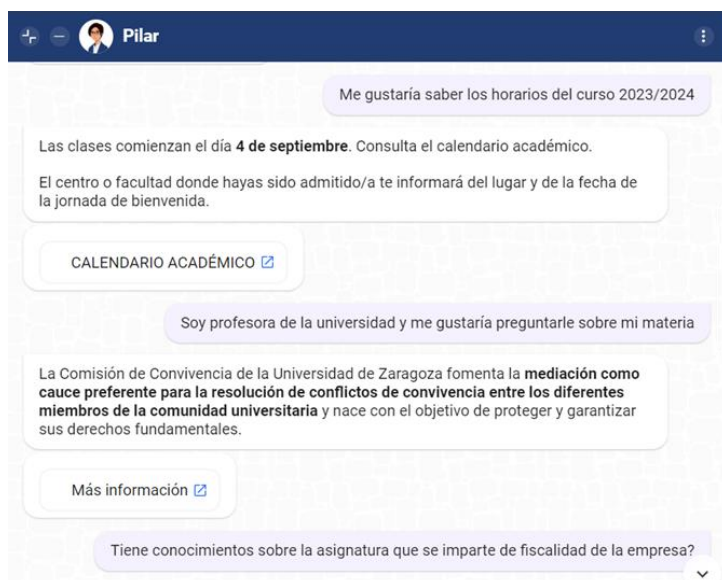 Pilar
Me gustaría saber los horarios del curso 2023/2024
Las clases comienzan el día 4 de septiembre. Consulta el calendario académico.
El centro o facultad donde hayas sido admitido/a te informará del lugar y de la fecha de
la jornada de bienvenida.
CALENDARIO ACADÉMICO
Soy profesora de la universidad y me gustaría preguntarle sobre mi materia
La Comisión de Convivencia de la Universidad de Zaragoza fomenta la mediación como
cauce preferente para la resolución de conflictos de convivencia entre los diferentes
miembros de la comunidad universitaria y nace con el objetivo de proteger y garantizar
sus derechos fundamentales.
Más información
Tiene conocimientos sobre la asignatura que se imparte de fiscalidad de la empresa?